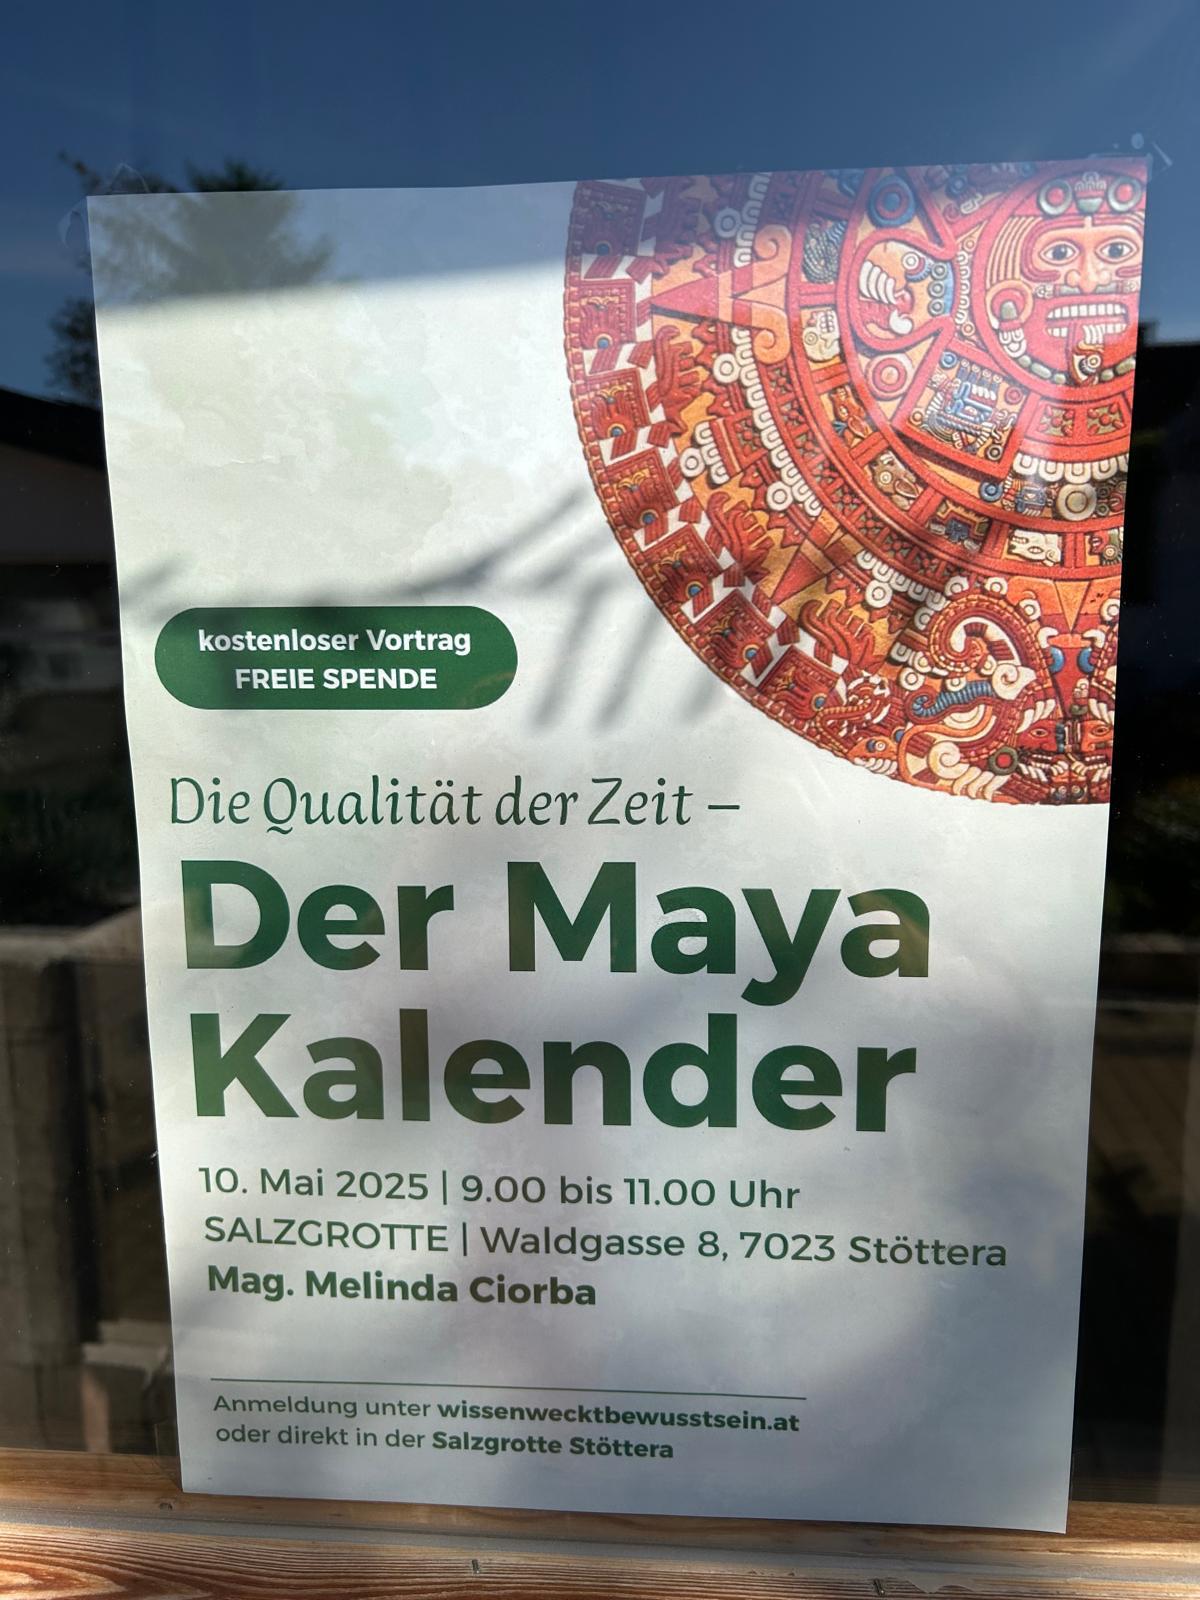 kostenloser Vortrag
FREIE SPENDE
Die Qualität der Zeit –
Der Maya
Kalender
10. Mai 2025 | 9.00 bis 11.00 Uhr
SALZGROTTE | Waldgasse 8, 7023 Stöttera
Mag. Melinda Ciorba
Anmeldung unter wissenwecktbewusstsein.at
oder direkt in der Salzgrotte Stöttera